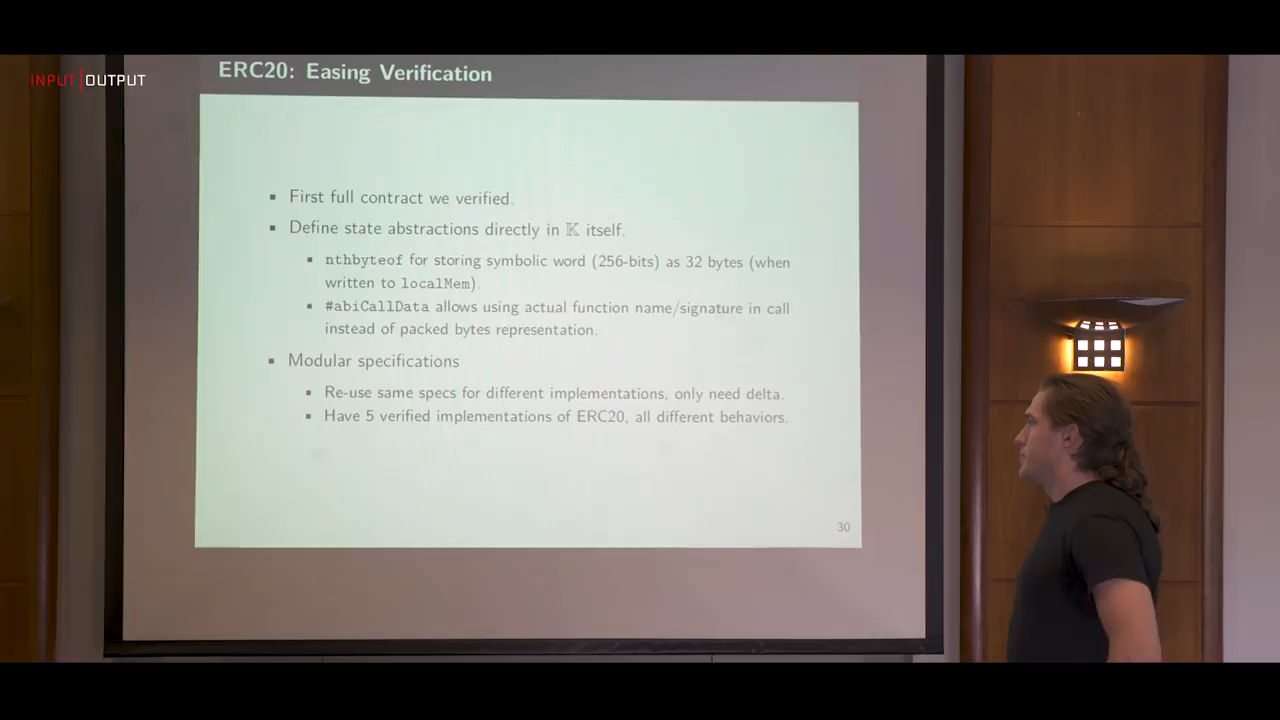 ERC20: Easing Verification
INPUT|OUTPUT
▪ First full contract we verified.
▪ Define state abstractions directly in 𝕂 itself.
▪ nthbyteof for storing symbolic word (256-bits) as 32 bytes (when
written to localMem).
▪ #abiCallData allows using actual function name/signature in call
instead of packed bytes representation.
▪ Modular specifications
▪ Re-use same specs for different implementations, only need delta.
▪ Have 5 verified implementations of ERC20, all different behaviors.
30